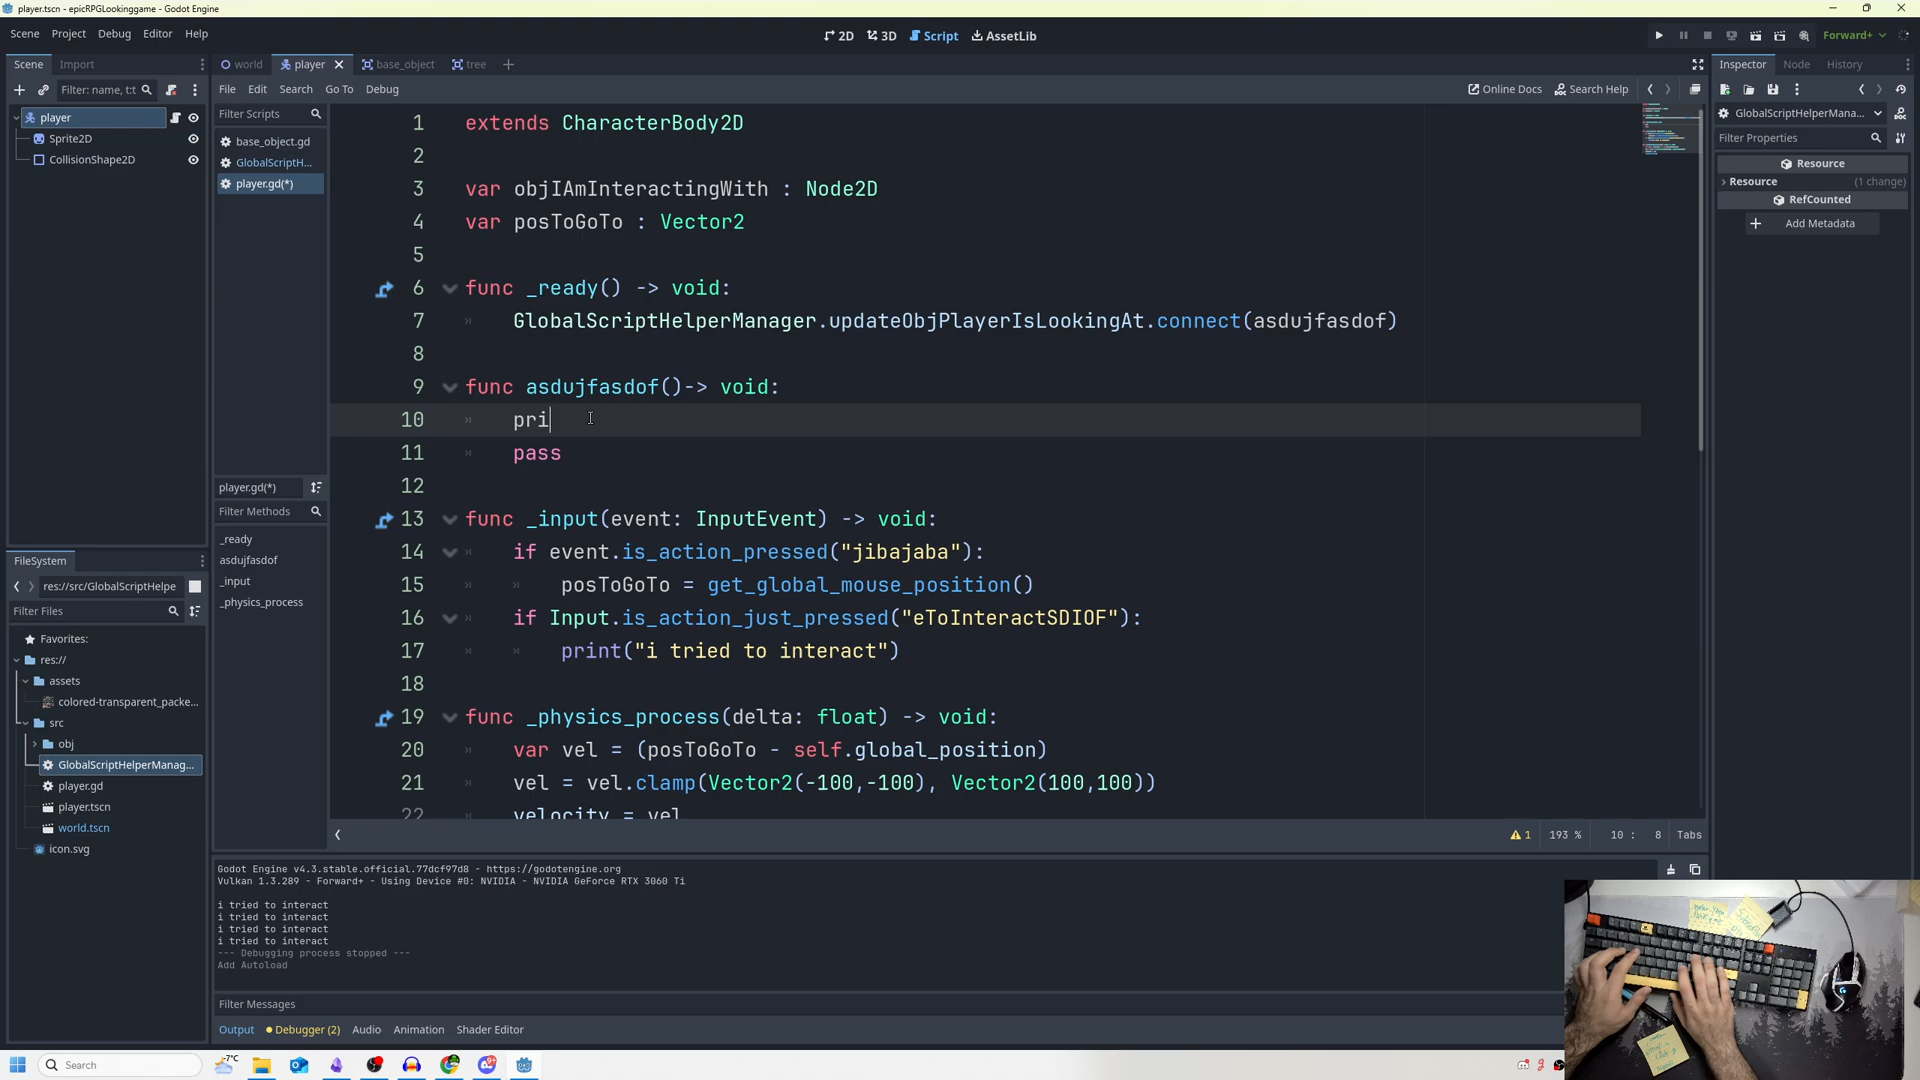 player.tscn - epicRPGLookinggame - Godot Engine
Scene Project Debug Editor Help
2D 3D Script AssetLib
Forward+
Scene Import
world player base_object tree
Inspector Node History
Filter: name, t:t
File Edit Search Go To Debug
Online Docs Search Help
player
Sprite2D
CollisionShape2D
Filter Scripts
base_object.gd
GlobalScriptH...
player.gd(*)
player.gd(*)
Filter Methods
_ready
asdujfasdof
_input
_physics_process
1 extends CharacterBody2D
2
3 var objIAmInteractingWith : Node2D
4 var posToGoTo : Vector2
5
6 func _ready() -> void:
7 GlobalScriptHelperManager.updateObjPlayerIsLookingAt.connect(asdujfasdof)
8
9 func asdujfasdof()-> void:
10 pri
11 pass
12
13 func _input(event: InputEvent) -> void:
14 if event.is_action_pressed("jibajaba"):
15 posToGoTo = get_global_mouse_position()
16 if Input.is_action_just_pressed("eToInteractSDIOF"):
17 print("i tried to interact")
18
19 func _physics_process(delta: float) -> void:
20 var vel = (posToGoTo - self.global_position)
21 vel = vel.clamp(Vector2(-100,-100), Vector2(100,100))
22 velocity = vel
1 193 % 10 : 8 Tabs
GlobalScriptHelperMana...
Filter Properties
Resource
Resource (1 change)
RefCounted
Add Metadata
FileSystem
res://src/GlobalScriptHelpe
Filter Files
Favorites:
res://
assets
colored-transparent_packe...
src
obj
GlobalScriptHelperManag...
player.gd
player.tscn
world.tscn
icon.svg
Godot Engine v4.3.stable.official.77dcf97d8 - https://godotengine.org
Vulkan 1.3.289 - Forward+ - Using Device #0: NVIDIA - NVIDIA GeForce RTX 3060 Ti
i tried to interact
i tried to interact
i tried to interact
i tried to interact
--- Debugging process stopped ---
Add Autoload
Filter Messages
Output Debugger (2) Audio Animation Shader Editor
Search
-7°C